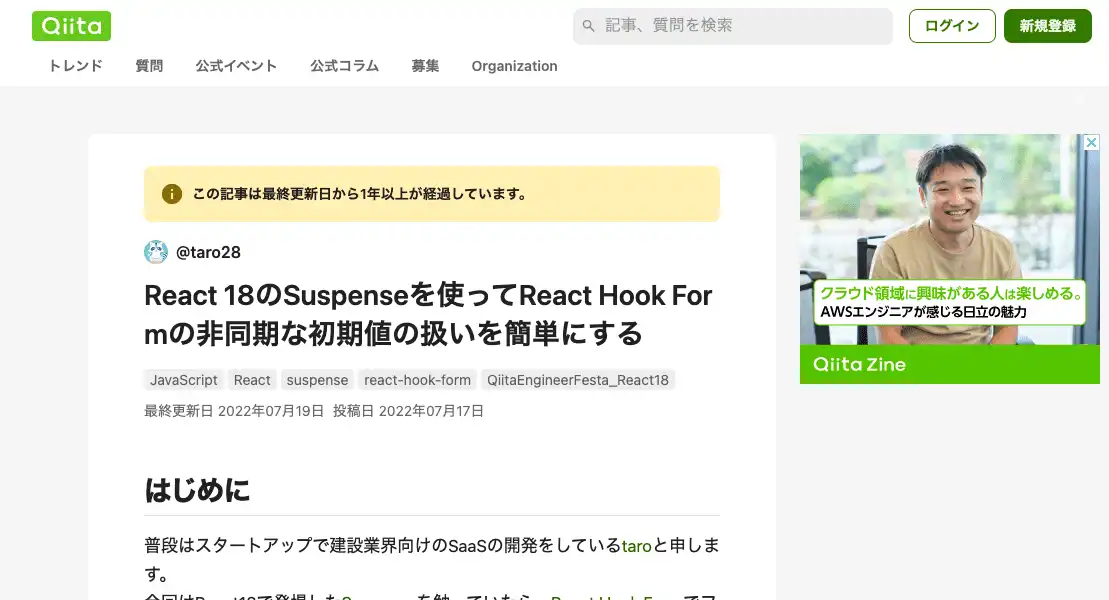 Qiita
記事、質問を検索
ログイン
新規登録
トレンド 質問 公式イベント 公式コラム 募集 Organization
この記事は最終更新日から1年以上が経過しています。
@taro28
React 18のSuspenseを使ってReact Hook For
mの非同期な初期値の扱いを簡単にする
JavaScript React suspense react-hook-form QiitaEngineerFesta_React18
最終更新日 2022年07月19日 投稿日 2022年07月17日
はじめに
普段はスタートアップで建設業界向けのSaaSの開発をしているtaroと申しま
す。
クラウド領域に興味がある人は楽しめる。
AWSエンジニアが感じる日立の魅力
Qiita Zine